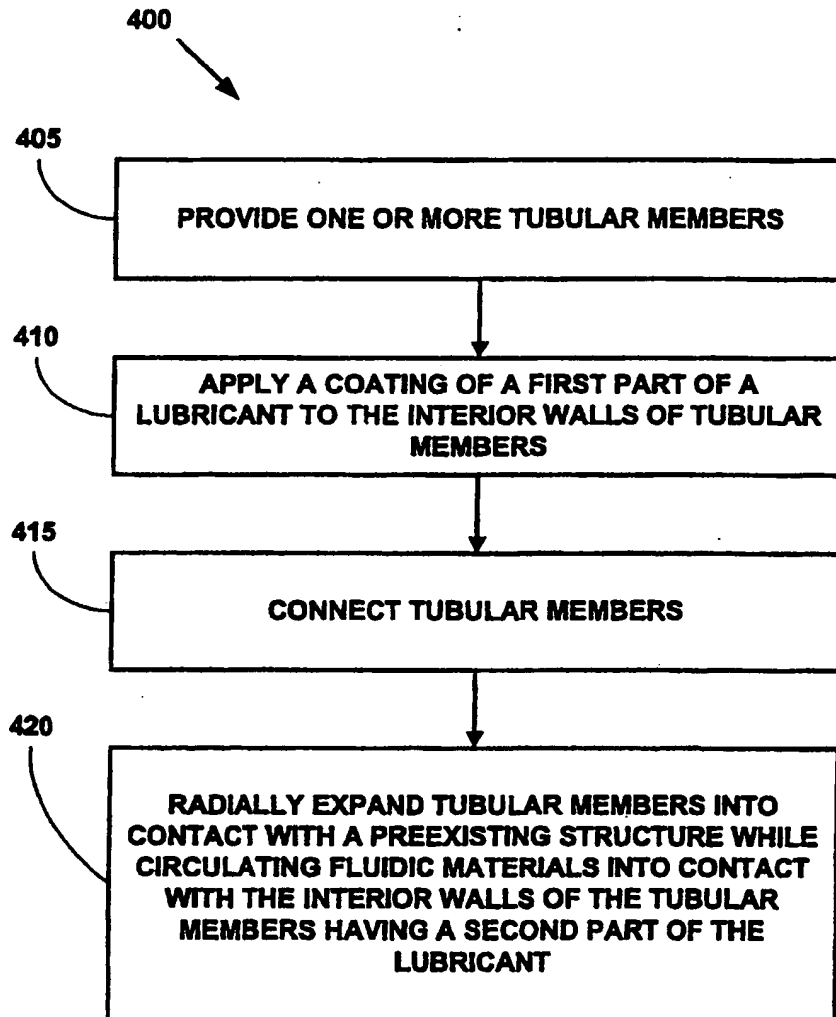 400
405
PROVIDE ONE OR MORE TUBULAR MEMBERS
410
APPLY A COATING OF A FIRST PART OF A
LUBRICANT TO THE INTERIOR WALLS OF TUBULAR
MEMBERS
415
CONNECT TUBULAR MEMBERS
420
RADIALLY EXPAND TUBULAR MEMBERS INTO
CONTACT WITH A PREEXISTING STRUCTURE WHILE
CIRCULATING FLUIDIC MATERIALS INTO CONTACT
WITH THE INTERIOR WALLS OF THE TUBULAR
MEMBERS HAVING A SECOND PART OF THE
LUBRICANT